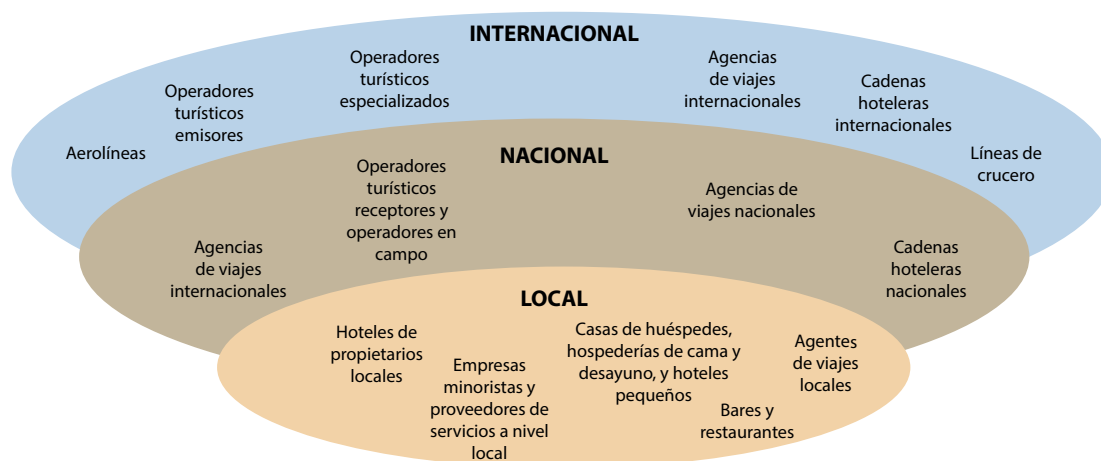 INTERNACIONAL
Aerolíneas
Operadores
turísticos
emisores
Operadores
turísticos
especializados
Agencias
de viajes
internacionales
Cadenas
hoteleras
internacionales
Líneas de
crucero
NACIONAL
Agencias
de viajes
internacionales
Operadores
turísticos
receptores y
operadores en
campo
Agencias de
viajes nacionales
Cadenas
hoteleras
nacionales
LOCAL
Hoteles de
propietarios
locales
Empresas
minoristas y
proveedores de
servicios a nivel
local
Casas de huéspedes,
hospederías de cama y
desayuno, y hoteles
pequeños
Bares y
restaurantes
Agentes
de viajes
locales